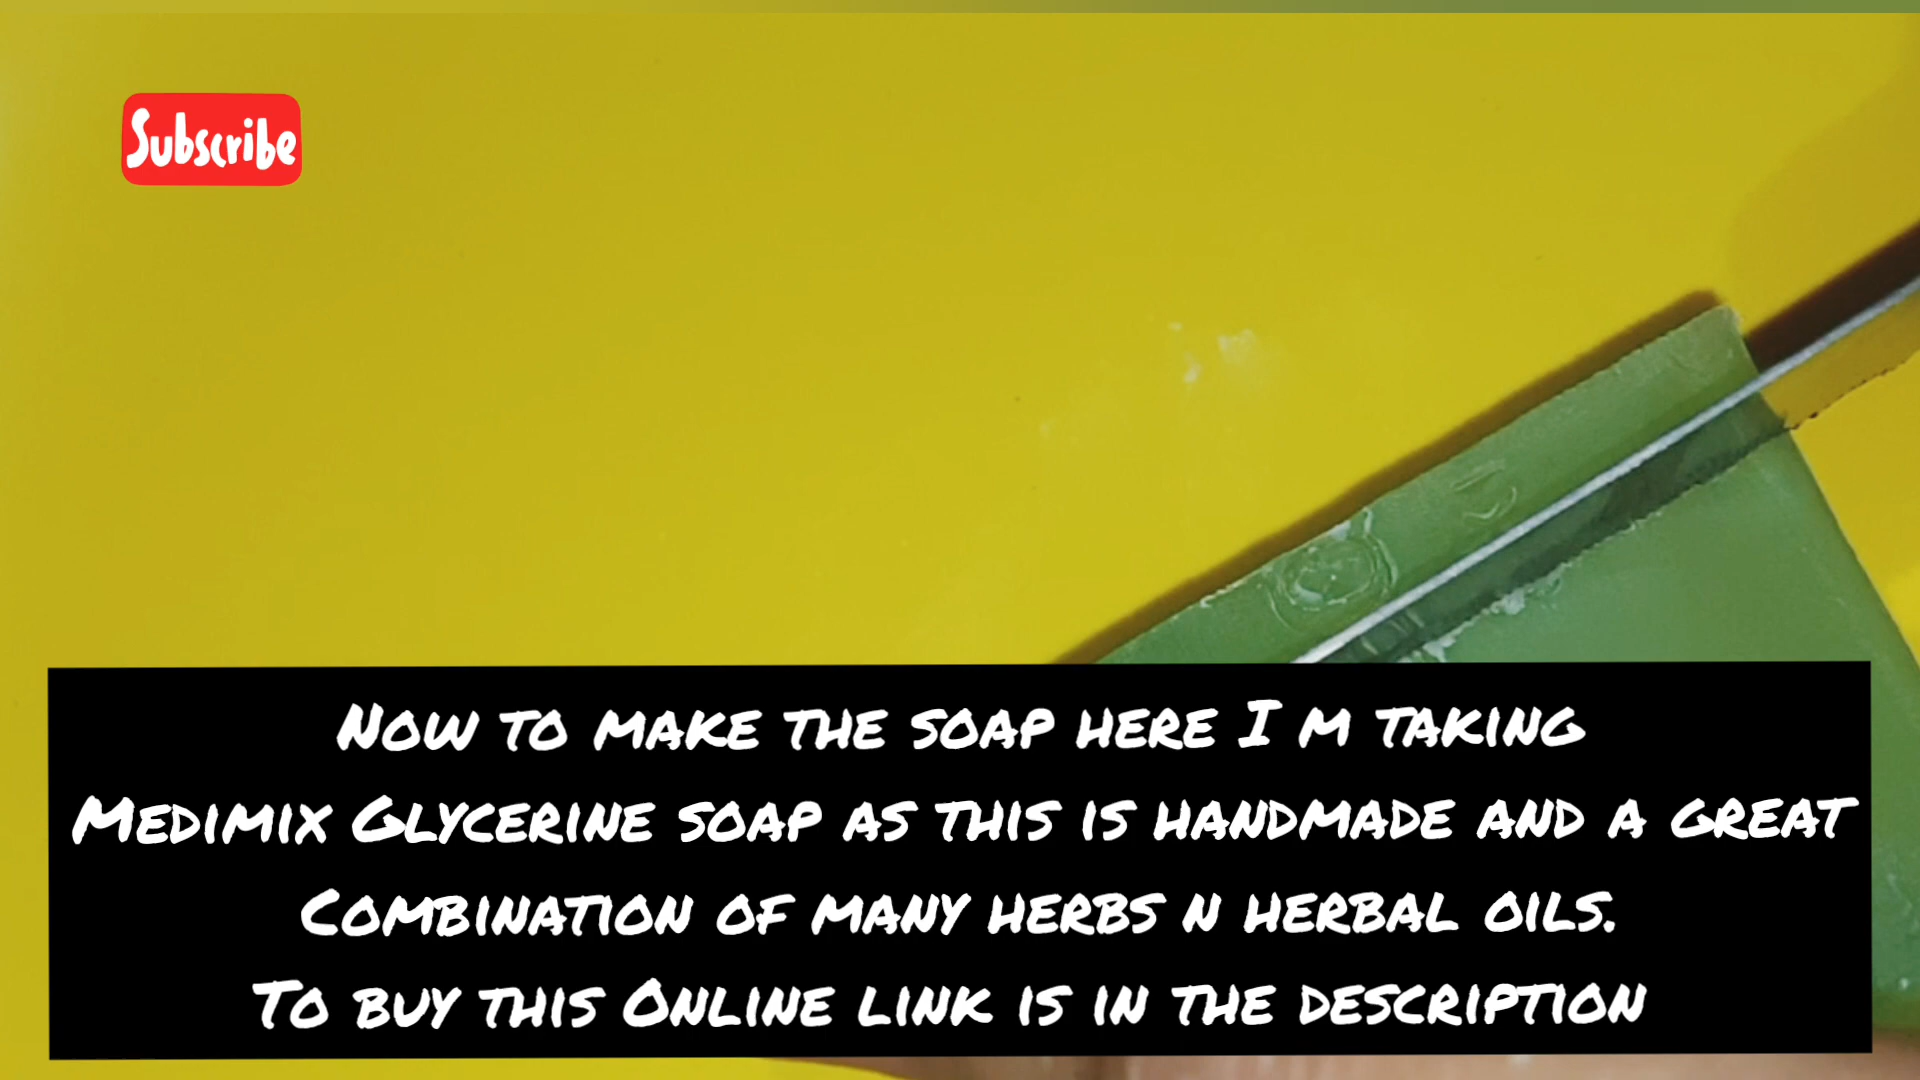 Subscribe
Now to make the soap here I m taking
Medimix Glycerine soap as this is handmade and a great
Combination of many herbs n herbal oils.
To buy this Online link is in the description